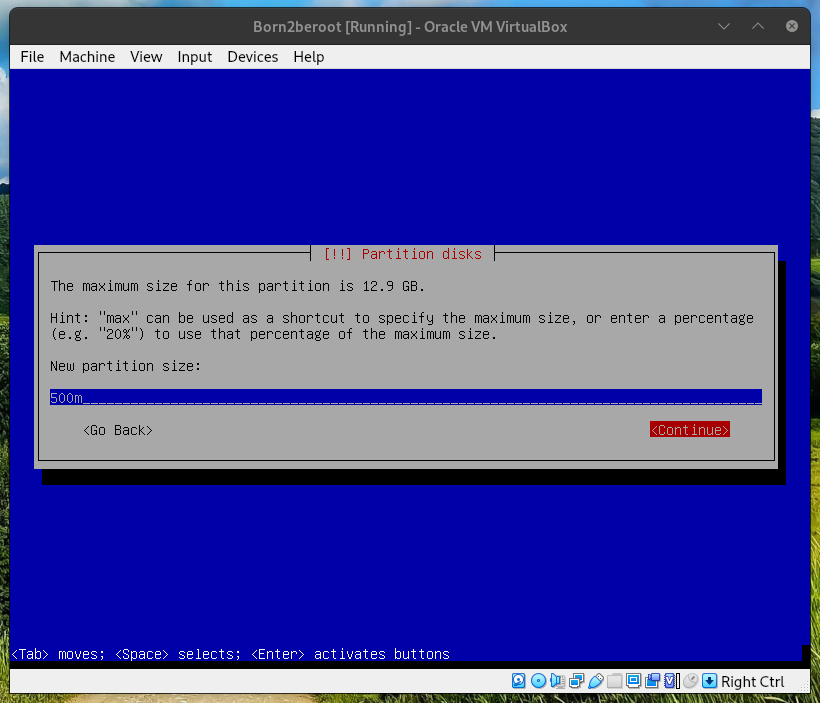 Born2beroot [Running] - Oracle VM VirtualBox
File Machine View Input Devices Help
[!!] Partition disks
The maximum size for this partition is 12.9 GB.
Hint: "max" can be used as a shortcut to specify the maximum size, or enter a percentage
(e.g. "20%") to use that percentage of the maximum size.
New partition size:
500m
<Go Back> <Continue>
<Tab> moves; <Space> selects; <Enter> activates buttons
Right Ctrl